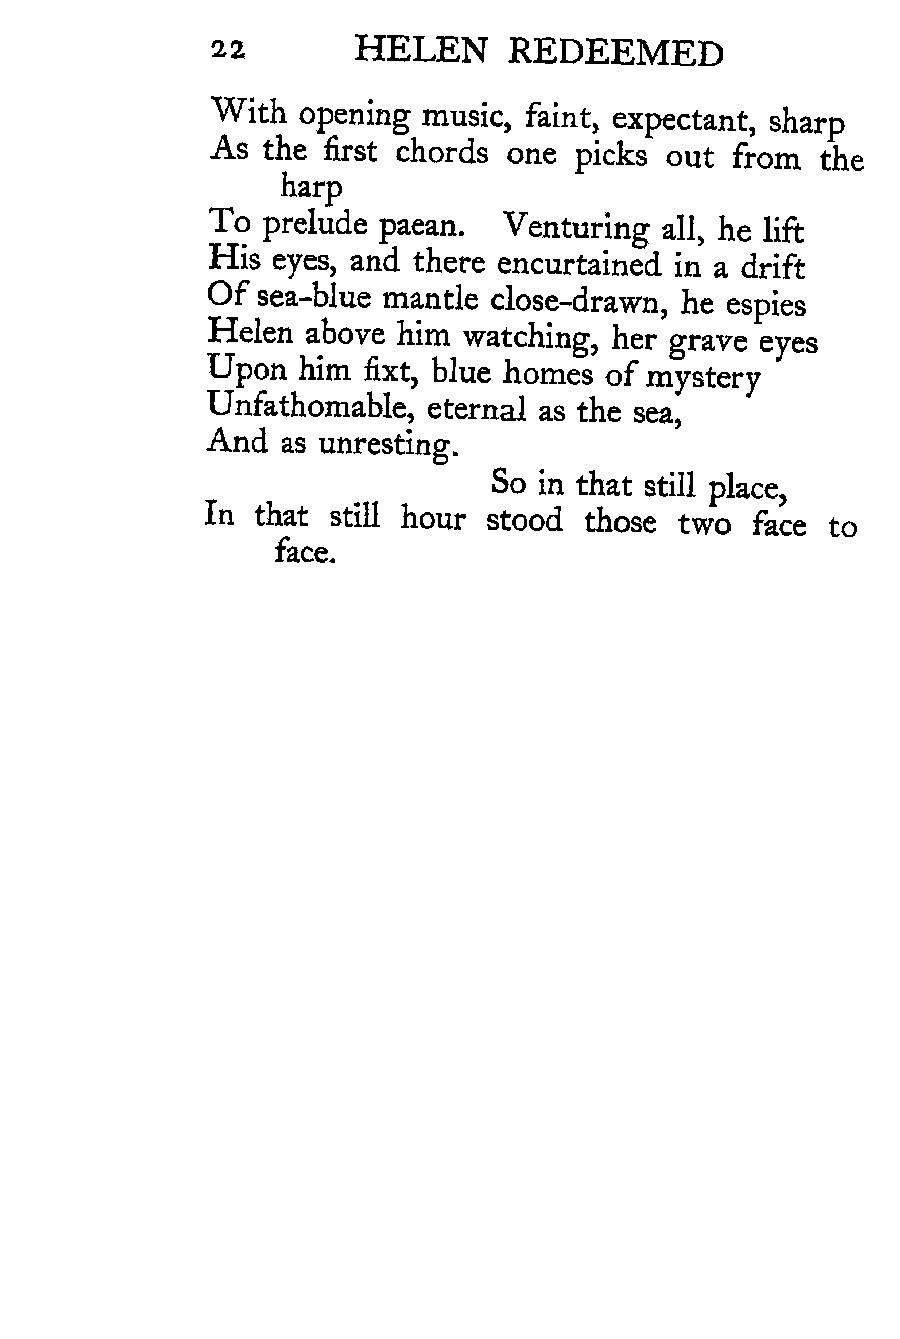 22 HELEN REDEEMED
With opening music, faint, expectant, sharp
As the first chords one picks out from the
harp
To prelude paean. Venturing all, he lift
His eyes, and there encurtained in a drift
Of sea-blue mantle close-drawn, he espies
Helen above him watching, her grave eyes
Upon him fixt, blue homes of mystery
Unfathomable, eternal as the sea,
And as unresting.
So in that still place,
In that still hour stood those two face to
face.